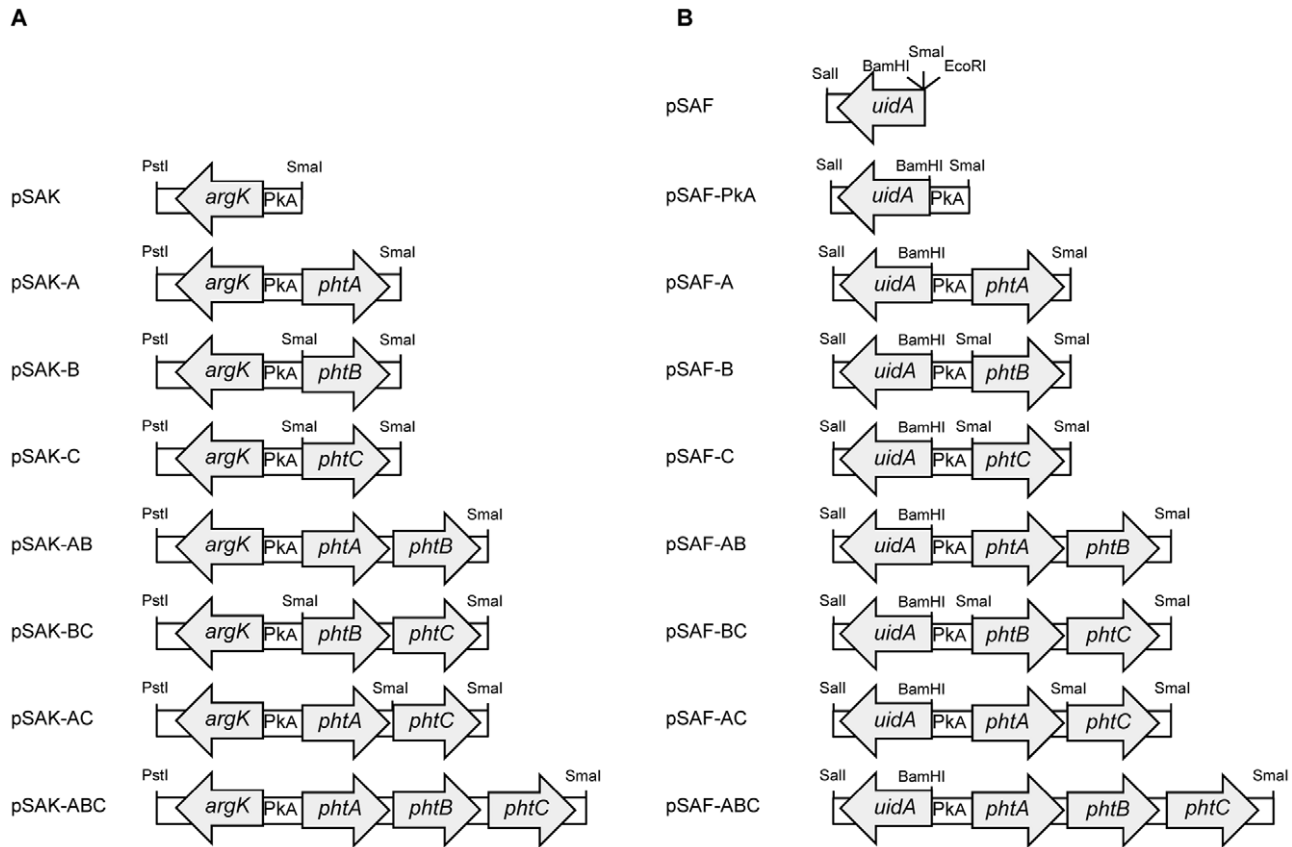 A
B
SmaI
BamHI
EcoRI
SalI
pSAF
uidA
PstI
SmaI
pSAK
argK
PkA
SalI
BamHI
SmaI
pSAF-PkA
uidA
PkA
PstI
SmaI
pSAK-A
argK
PkA
phtA
SalI
BamHI
SmaI
pSAF-A
uidA
PkA
phtA
PstI
SmaI
SmaI
pSAK-B
argK
PkA
phtB
SalI
BamHI
SmaI
SmaI
pSAF-B
uidA
PkA
phtB
PstI
SmaI
SmaI
pSAK-C
argK
PkA
phtC
SalI
BamHI
SmaI
SmaI
pSAF-C
uidA
PkA
phtC
PstI
SmaI
pSAK-AB
argK
PkA
phtA
phtB
SalI
BamHI
SmaI
pSAF-AB
uidA
PkA
phtA
phtB
PstI
SmaI
SmaI
pSAK-BC
argK
PkA
phtB
phtC
SalI
BamHI
SmaI
SmaI
pSAF-BC
uidA
PkA
phtB
phtC
PstI
SmaI
SmaI
pSAK-AC
argK
PkA
phtA
phtC
SalI
BamHI
SmaI
SmaI
pSAF-AC
uidA
PkA
phtA
phtC
PstI
SmaI
pSAK-ABC
argK
PkA
phtA
phtB
phtC
SalI
BamHI
SmaI
pSAF-ABC
uidA
PkA
phtA
phtB
phtC